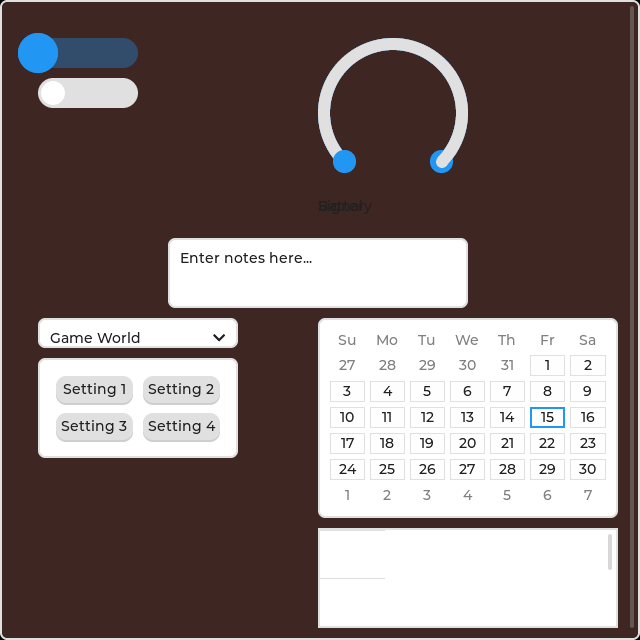 Enter notes here...
Game World
Setting 1 Setting 2
Setting 3 Setting 4
Su Mo Tu We Th Fr Sa
27 28 29 30 31 1 2
3 4 5 6 7 8 9
10 11 12 13 14 15 16
17 18 19 20 21 22 23
24 25 26 27 28 29 30
1 2 3 4 5 6 7